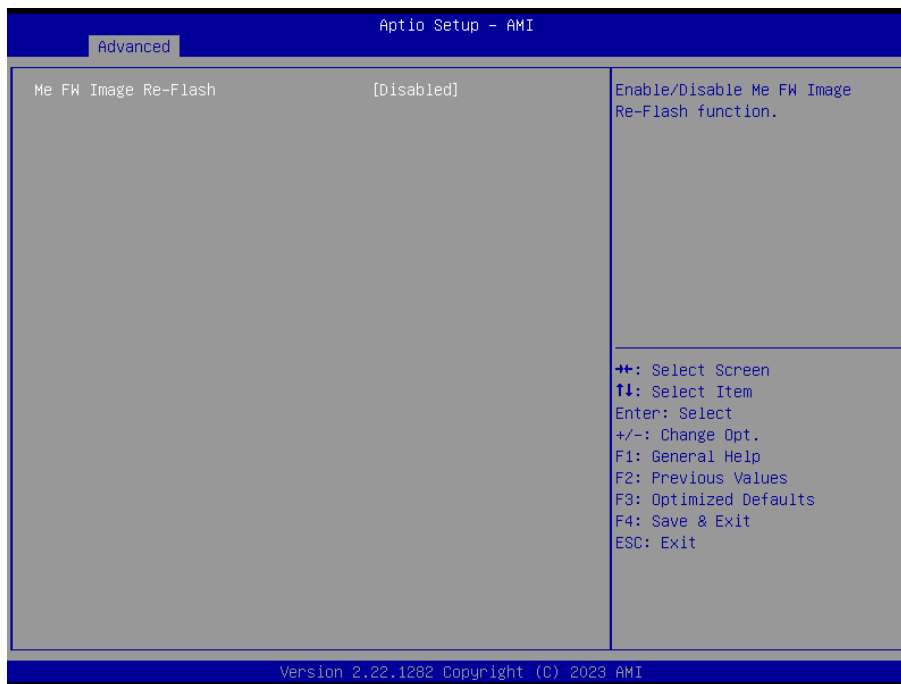 Aptio Setup – AMI
Advanced
Me FW Image Re-Flash [Disabled]
Enable/Disable Me FW Image
Re-Flash function.
→←: Select Screen
↑↓: Select Item
Enter: Select
+/-: Change Opt.
F1: General Help
F2: Previous Values
F3: Optimized Defaults
F4: Save & Exit
ESC: Exit
Version 2.22.1282 Copyright (C) 2023 AMI